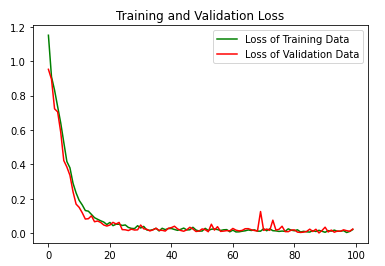 Training and Validation Loss
Loss of Training Data
Loss of Validation Data
1.2
1.0
0.8
0.6
0.4
0.2
0.0
0 20 40 60 80 100